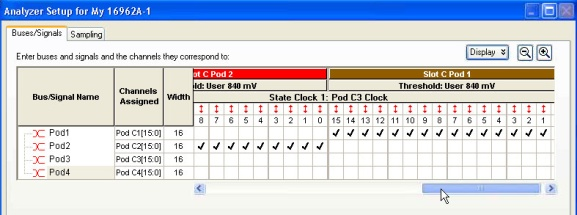 Analyzer Setup for My 16962A-1
Buses/Signals Sampling
Enter buses and signals and the channels they correspond to:
Display
Bus/Signal Name Channels Assigned Width
ot C Pod 2 Slot C Pod 1
ld: User 840 mV Threshold: User 840 mV
State Clock 1: Pod C3 Clock
8 7 6 5 4 3 2 1 0 15 14 13 12 11 10 9 8 7 6 5 4 3 2 1
Pod1 Pod C1[15:0] 16
Pod2 Pod C2[15:0] 16
Pod3 Pod C3[15:0] 16
Pod4 Pod C4[15:0] 16